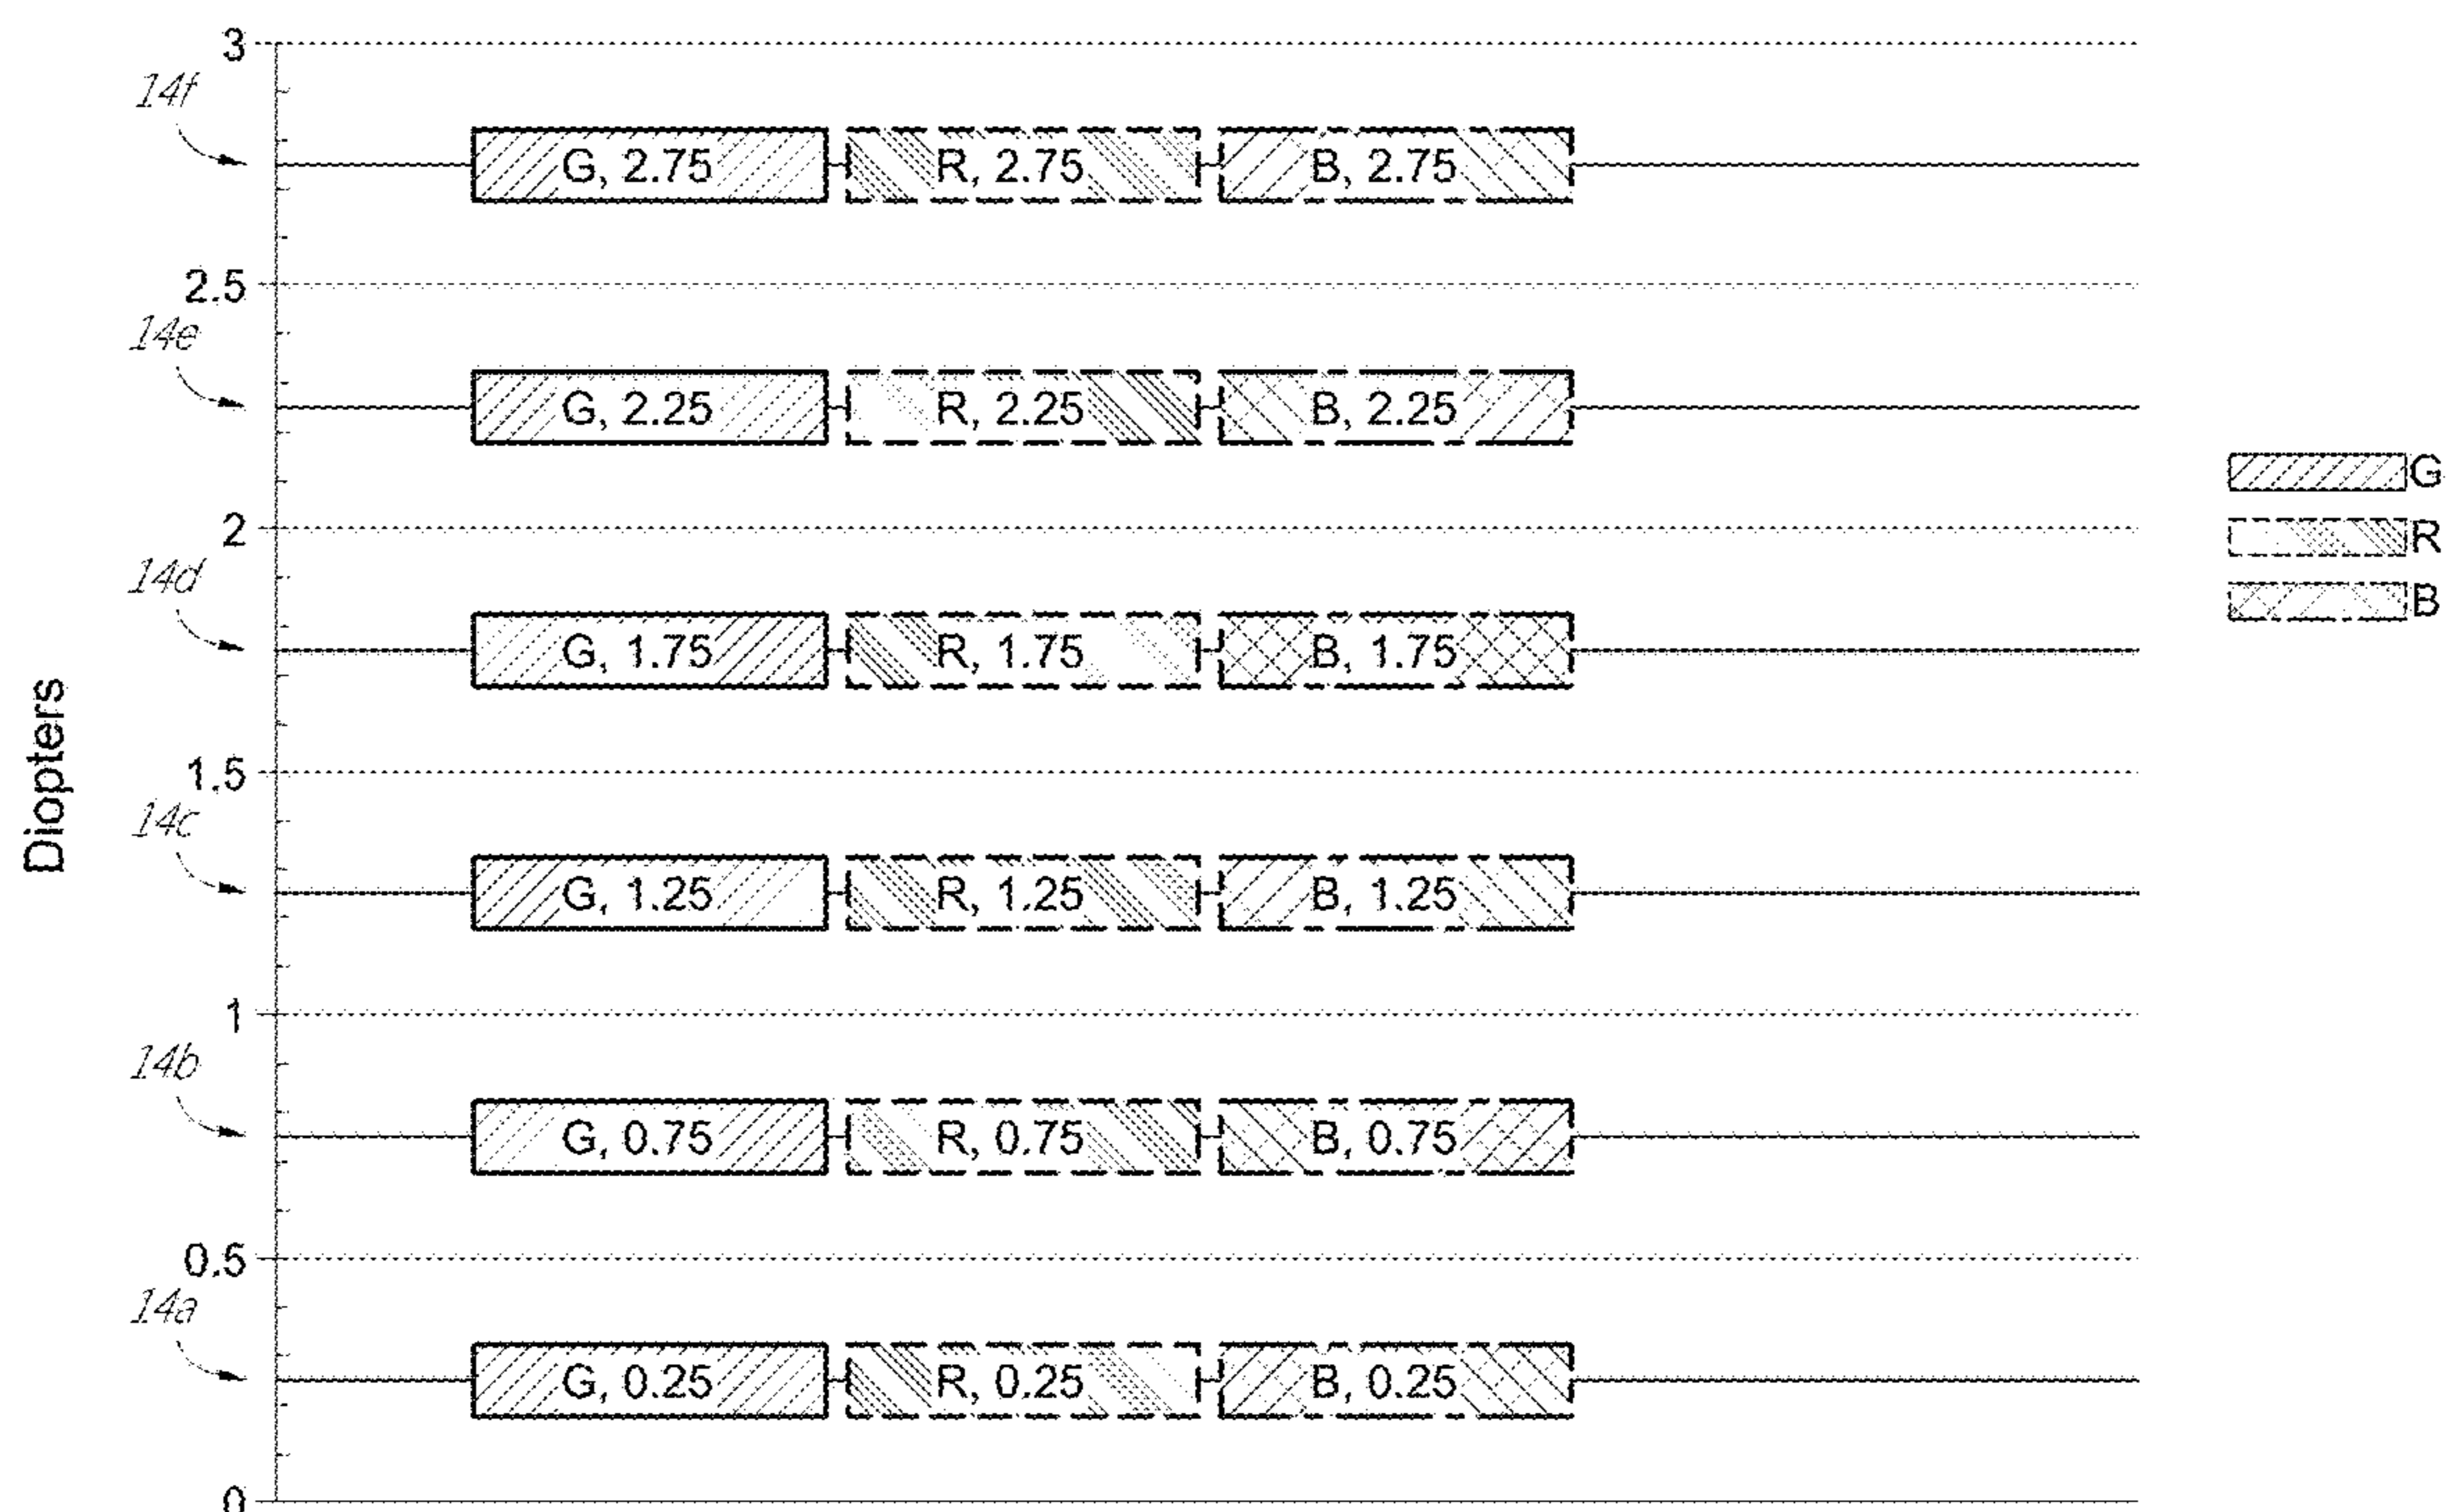 3
14f
G, 2.75 R, 2.75 B, 2.75
2.5
14e
G, 2.25 R, 2.25 B, 2.25
G
2
R
14d
B
G, 1.75 R, 1.75 B, 1.75
Diopters
1.5
14c
G, 1.25 R, 1.25 B, 1.25
1
14b
G, 0.75 R, 0.75 B, 0.75
0.5
14a
G, 0.25 R, 0.25 B, 0.25
0